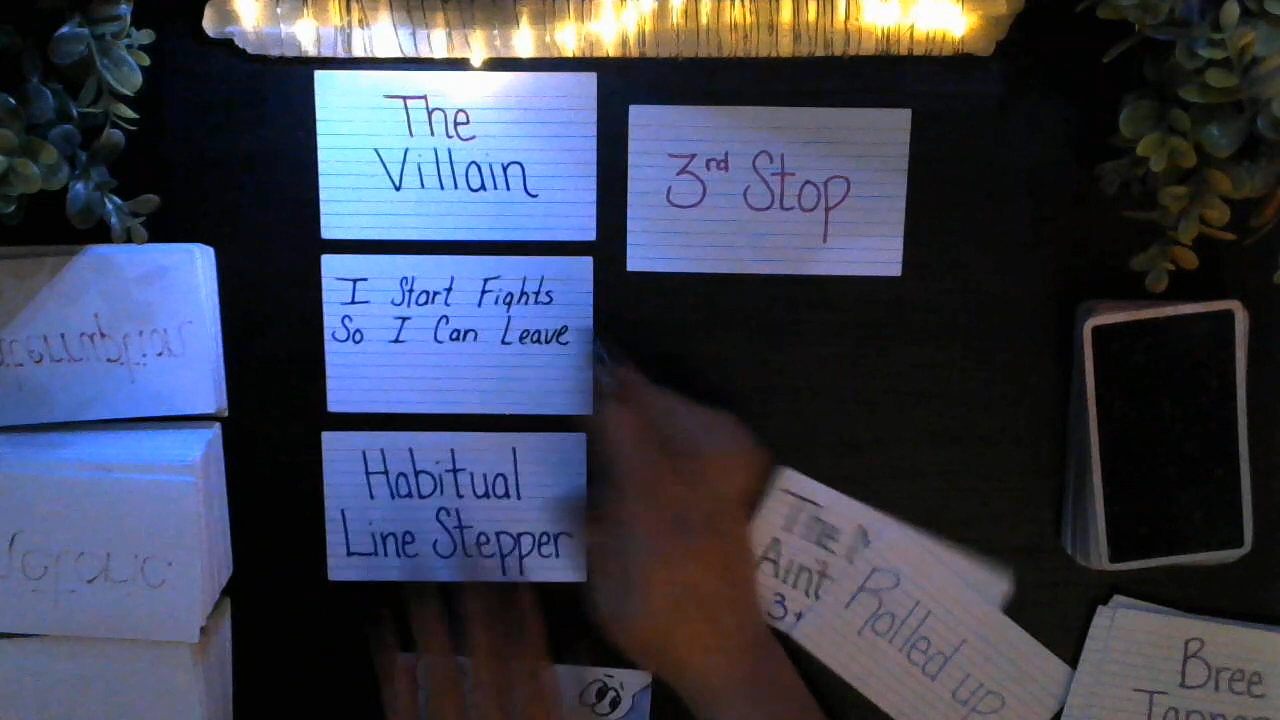 The
Villain
3rd Stop
I Start Fights
So I Can Leave
Habitual
Line Stepper
Aint
Rolled up
Bree